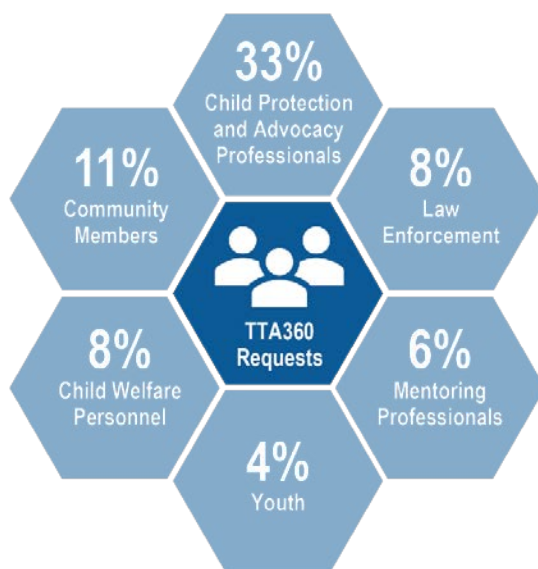 33%
Child Protection
and Advocacy
Professionals
11%
Community
Members
8%
Law
Enforcement
TTA360
Requests
8%
Child Welfare
Personnel
6%
Mentoring
Professionals
4%
Youth